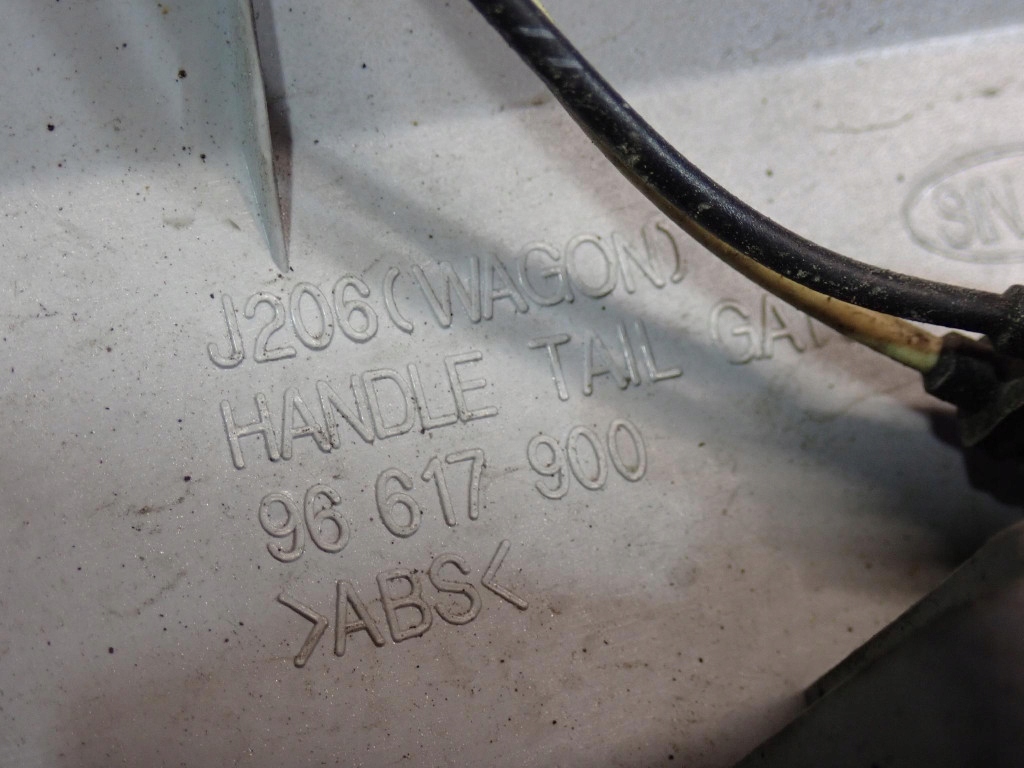 J206(WAGON)
HANDLE TAIL
96 617 900
>ABS<